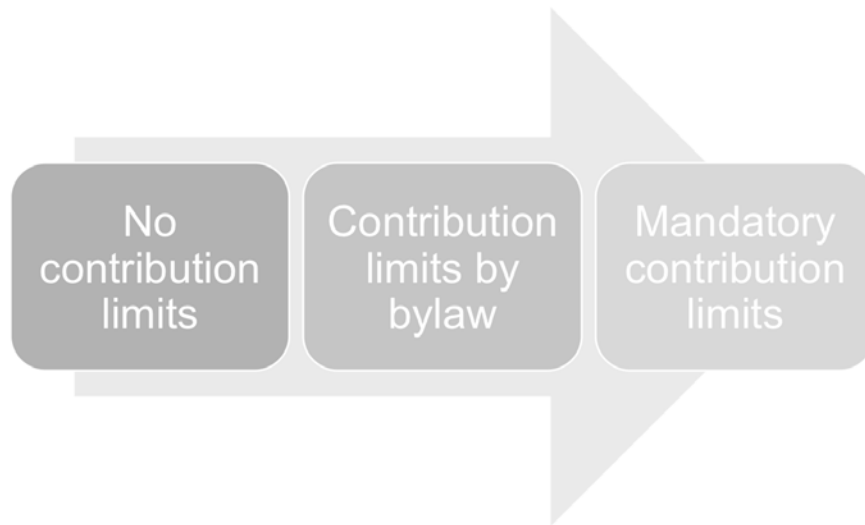 No
contribution
limits
Contribution
limits by
bylaw
Mandatory
contribution
limits